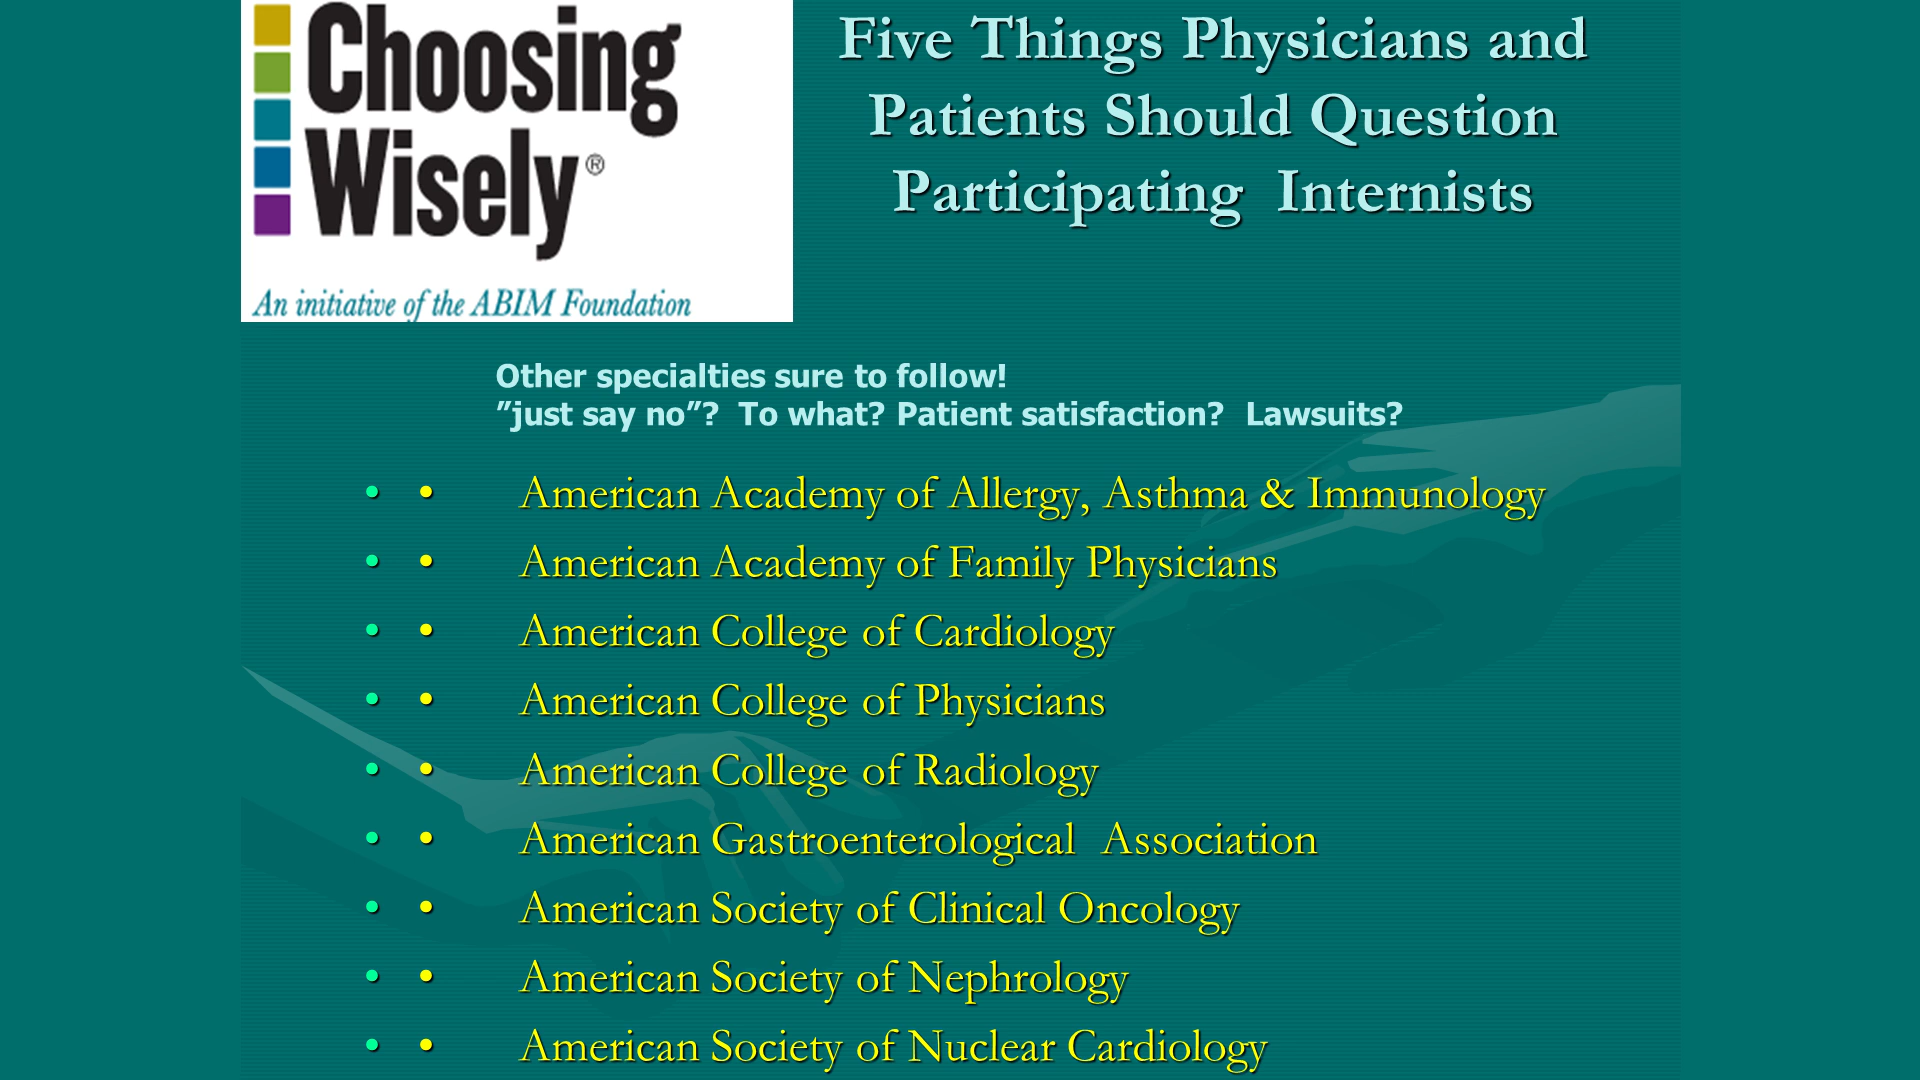 Choosing
Wisely®
An initiative of the ABIM Foundation
Five Things Physicians and
Patients Should Question
Participating Internists
Other specialties sure to follow!
”just say no”? To what? Patient satisfaction? Lawsuits?
• • American Academy of Allergy, Asthma & Immunology
• • American Academy of Family Physicians
• • American College of Cardiology
• • American College of Physicians
• • American College of Radiology
• • American Gastroenterological Association
• • American Society of Clinical Oncology
• • American Society of Nephrology
• • American Society of Nuclear Cardiology